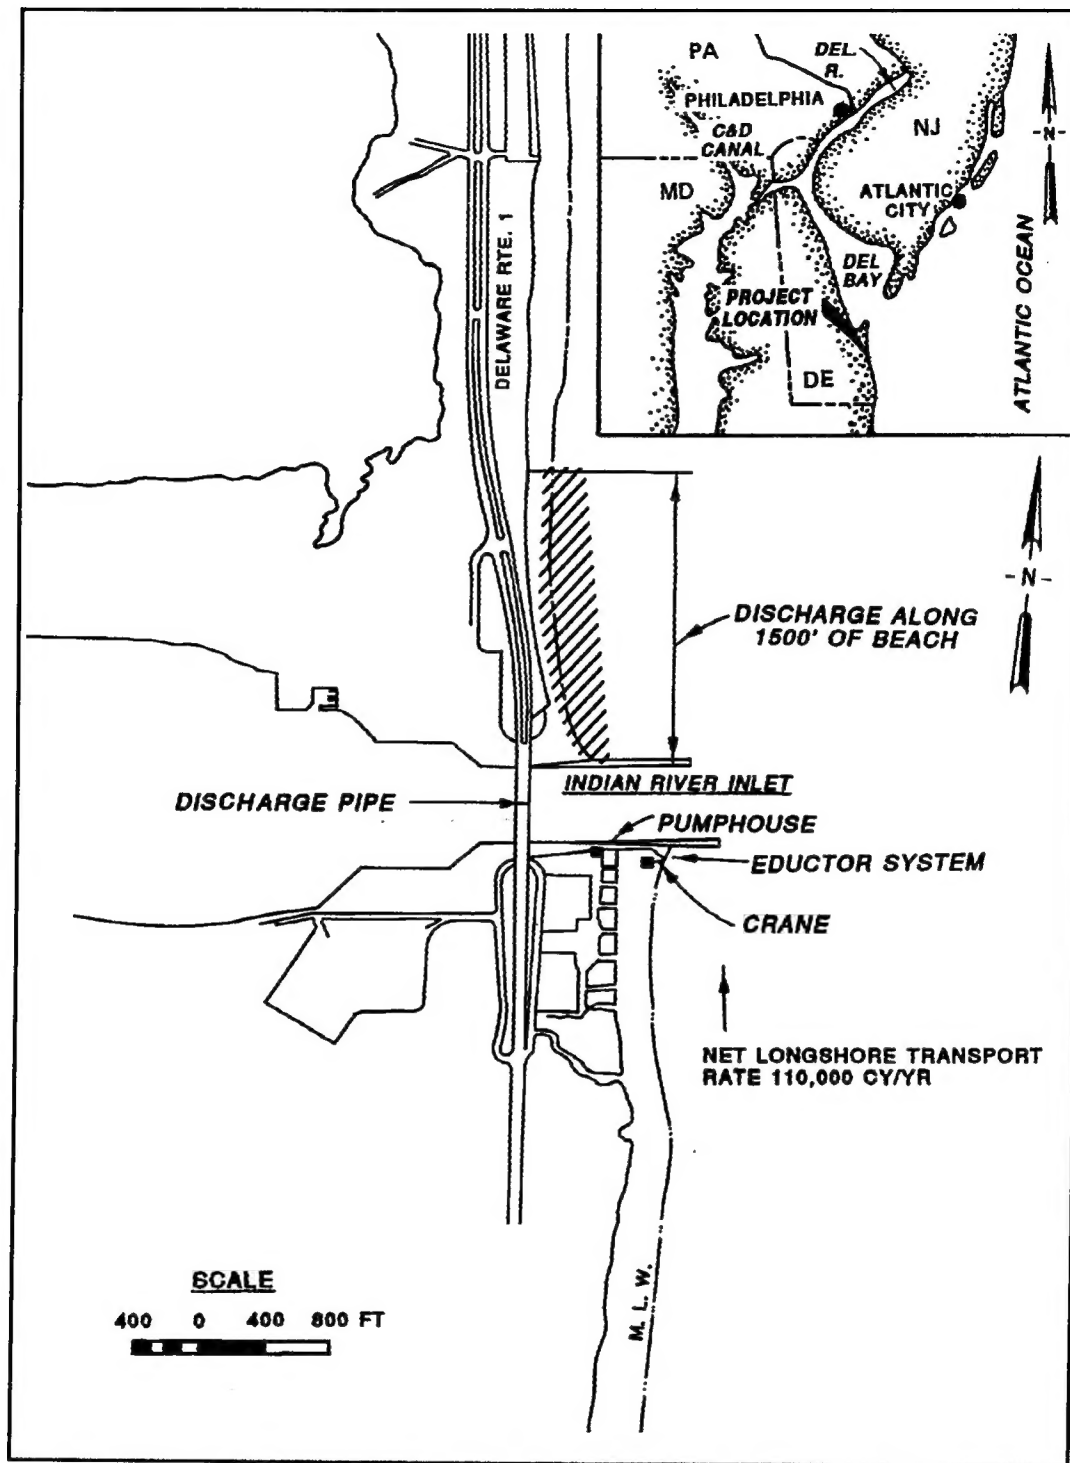 PA
DEL.
R.
PHILADELPHIA
NJ
C&D
CANAL
-N-
MD
ATLANTIC
CITY
DEL
BAY
PROJECT
LOCATION
DE
ATLANTIC OCEAN
DELAWARE RTE. 1
-N-
DISCHARGE ALONG
1500' OF BEACH
INDIAN RIVER INLET
DISCHARGE PIPE
PUMPHOUSE
EDUCTOR SYSTEM
CRANE
NET LONGSHORE TRANSPORT
RATE 110,000 CY/YR
M. L. W.
SCALE
400 0 400 800 FT